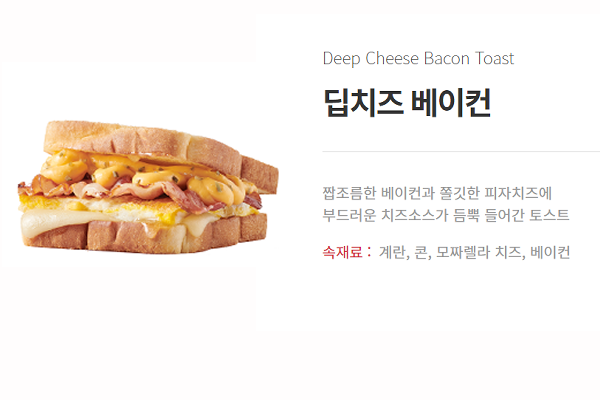 Deep Cheese Bacon Toast
딥치즈 베이컨
짭조름한 베이컨과 쫄깃한 피자치즈에
부드러운 치즈소스가 듬뿍 들어간 토스트
속재료 : 계란, 콘, 모짜렐라 치즈, 베이컨